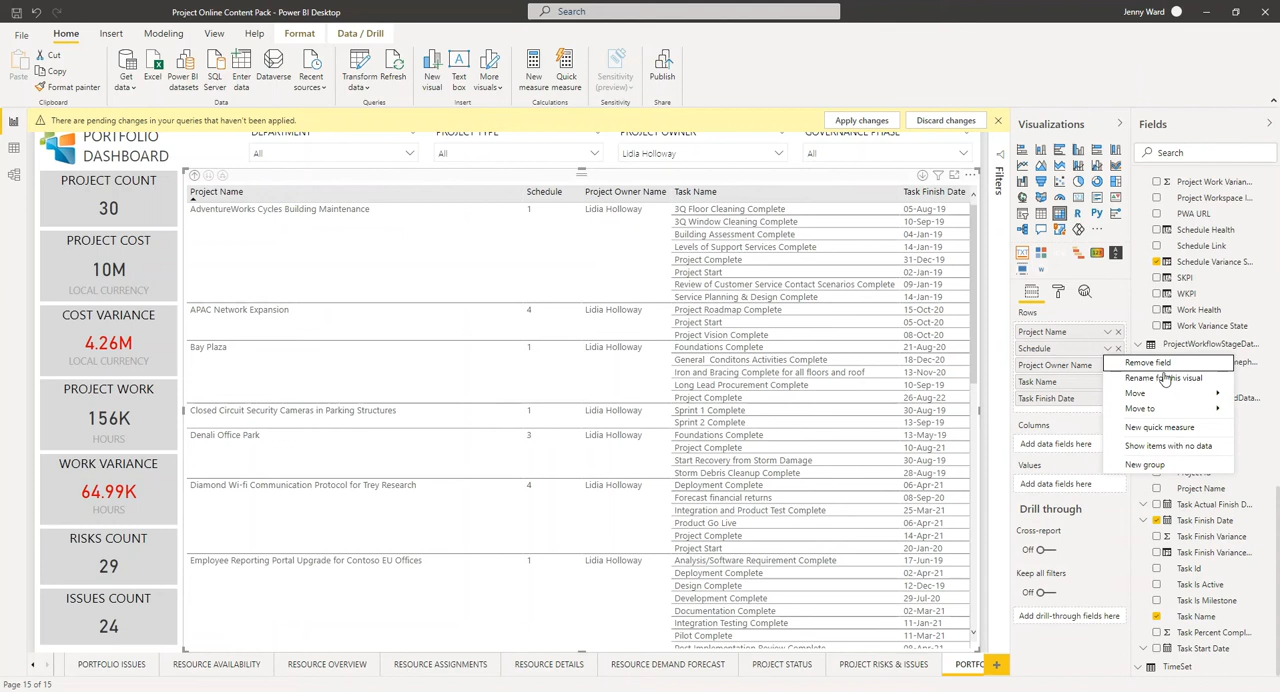 Project Online Content Pack - Power BI Desktop
Search
Jenny Ward
File
Home
Insert
Modeling
View
Help
Format
Data / Drill
Paste
Cut
Copy
Format painter
Get data
Excel
Power BI datasets
SQL Server
Enter data
Dataverse
Recent sources
Transform data
Refresh
New visual
Text box
More visuals
New measure
Quick measure
Sensitivity (preview)
Publish
Clipboard
Data
Queries
Insert
Calculations
Sensitivity
Share
There are pending changes in your queries that haven't been applied.
Apply changes
Discard changes
PORTFOLIO
DASHBOARD
DEPARTMENT
PROJECT TYPE
PROJECT OWNER
GOVERNANCE PHASE
All
All
Lidia Holloway
All
PROJECT COUNT
30
PROJECT COST
10M
LOCAL CURRENCY
COST VARIANCE
4.26M
LOCAL CURRENCY
PROJECT WORK
156K
HOURS
WORK VARIANCE
64.99K
HOURS
RISKS COUNT
29
ISSUES COUNT
24
Project Name Schedule Project Owner Name Task Name Task Finish Date
AdventureWorks Cycles Building Maintenance 1 Lidia Holloway 3Q Floor Cleaning Complete 05-Aug-19
3Q Window Cleaning Complete 10-Sep-19
Building Assessment Complete 04-Jan-19
Levels of Support Services Complete 14-Jan-19
Project Complete 31-Dec-19
Project Start 02-Jan-19
Review of Customer Service Contact Scenarios Complete 09-Jan-19
Service Planning & Design Complete 14-Jan-19
APAC Network Expansion 4 Lidia Holloway Project Roadmap Complete 15-Oct-20
Project Start 05-Oct-20
Project Vision Complete 08-Oct-20
Bay Plaza 1 Lidia Holloway Foundations Complete 21-Aug-20
General Conditons Activities Complete 18-Dec-20
Iron and Bracing Complete for all floors and roof 13-Nov-20
Long Lead Procurement Complete 10-Sep-20
Project Complete 26-Aug-22
Closed Circuit Security Cameras in Parking Structures 1 Lidia Holloway Sprint 1 Complete 30-Aug-19
Sprint 2 Complete 30-Aug-19
Denali Office Park 3 Lidia Holloway Foundations Complete 13-May-19
Project Complete 10-Aug-21
Start Recovery from Storm Damage 30-Aug-19
Storm Debris Cleanup Complete 28-Aug-19
Diamond Wi-fi Communication Protocol for Trey Research 4 Lidia Holloway Deployment Complete 06-Apr-21
Forecast financial returns 08-Sep-20
Integration and Product Test Complete 25-Mar-21
Product Go Live 06-Apr-21
Project Complete 14-Apr-21
Project Start 20-Jan-20
Employee Reporting Portal Upgrade for Contoso EU Offices 1 Lidia Holloway Analysis/Software Requirement Complete 17-Jun-19
Deployment Complete 02-Apr-21
Design Complete 12-Dec-19
Development Complete 29-Jul-20
Documentation Complete 02-Mar-21
Integration Testing Complete 11-Jan-21
Pilot Complete 11-Mar-21
Filters
Visualizations
Rows
Project Name
Schedule
Project Owner Name
Task Name
Task Finish Date
Columns
Add data fields here
Values
Add data fields here
Drill through
Cross-report
Off
Keep all filters
Off
Add drill-through fields here
Remove field
Rename fo this visual
Move
Move to
New quick measure
Show items with no data
New group
Fields
Search
Project Work Varian...
Project Workspace I...
PWA URL
Schedule Health
Schedule Link
Schedule Variance S...
SKPI
WKPI
Work Health
Work Variance State
ProjectWorkflowStageDat...
Project Name
Task Actual Finish D...
Task Finish Date
Task Finish Variance
Task Finish Variance...
Task Id
Task Is Active
Task Is Milestone
Task Name
Task Percent Compl...
Task Start Date
TimeSet
PORTFOLIO ISSUES
RESOURCE AVAILABILITY
RESOURCE OVERVIEW
RESOURCE ASSIGNMENTS
RESOURCE DETAILS
RESOURCE DEMAND FORECAST
PROJECT STATUS
PROJECT RISKS & ISSUES
PORTFO
Page 15 of 15